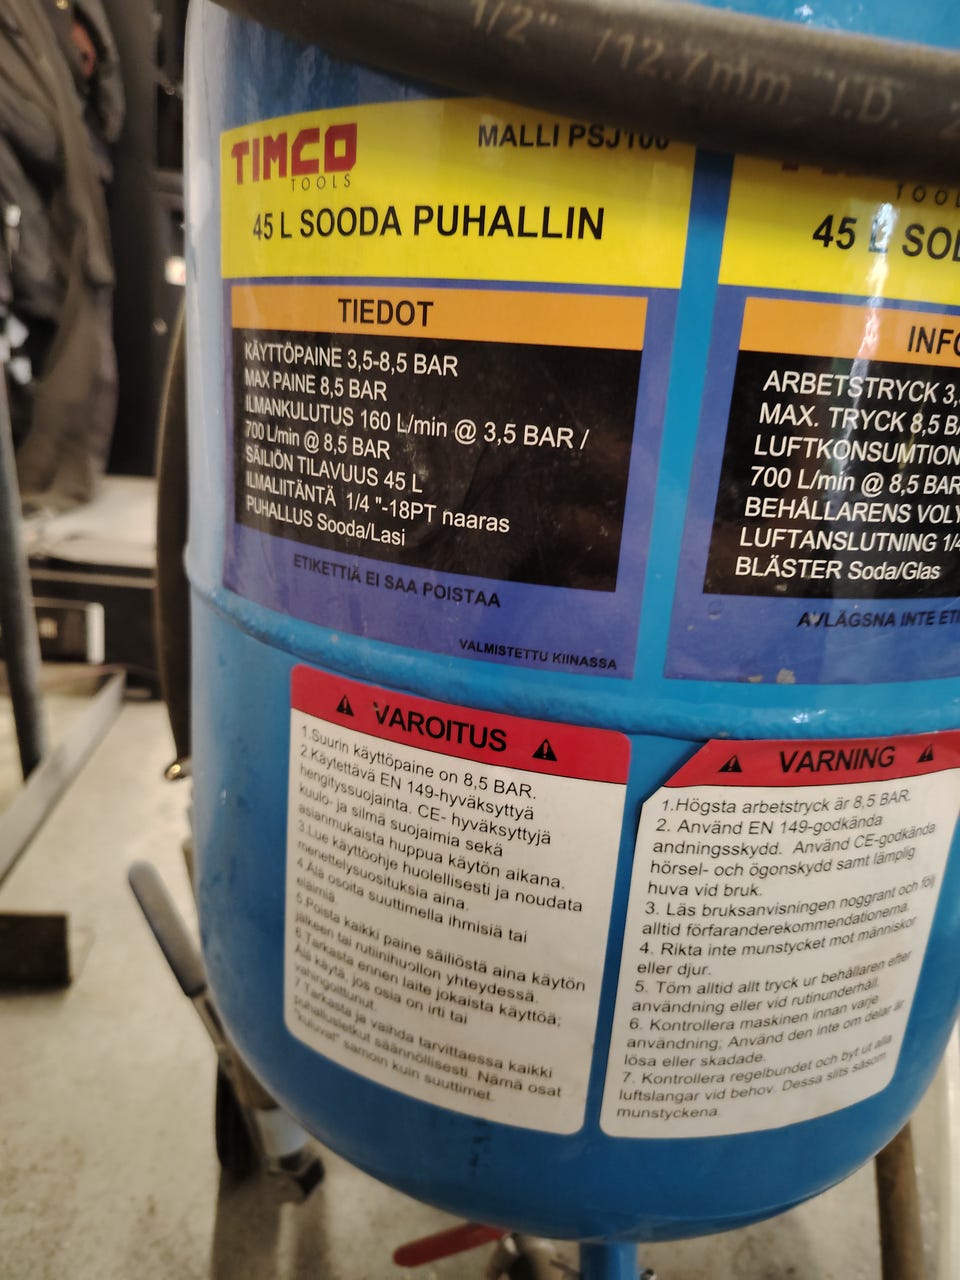 1/2" /12.7mm I.D. 2
TIMCO
TOOLS
MALLI PSJ100
45 L SOODA PUHALLIN
TIEDOT
KÄYTTÖPAINE 3,5-8,5 BAR
MAX PAINE 8,5 BAR
ILMANKULUTUS 160 L/min @ 3,5 BAR /
700 L/min @ 8,5 BAR
SÄILIÖN TILAVUUS 45 L
ILMALIITÄNTÄ 1/4 "-18PT naaras
PUHALLUS Sooda/Lasi
ETIKETTIÄ EI SAA POISTAA
VALMISTETTU KIINASSA
VAROITUS
1.Suurin käyttöpaine on 8,5 BAR.
2.Käytettävä EN 149-hyväksyttyä
hengityssuojainta. CE- hyväksyttyjä
kuulo- ja silmä suojaimia sekä
asianmukaista huppua käytön aikana.
3.Lue käyttöohje huolellisesti ja noudata
menettelysuosituksia aina.
4.Älä osoita suuttimella ihmisiä tai
eläimiä.
5.Poista kaikki paine säiliöstä aina käytön
jälkeen tai rutiinihuollon yhteydessä.
6.Tarkasta ennen laite jokaista käyttöä;
Älä käytä, jos osia on irti tai
vahingoittunut.
7.Tarkasta ja vaihda tarvittaessa kaikki
puhallusletkut säännöllisesti. Nämä osat
"kuluvat" samoin kuin suuttimet.
TOOL
45 L SOD
INFO
ARBETSTRYCK 3,
MAX. TRYCK 8,5 BA
LUFTKONSUMTION
700 L/min @ 8,5 BAR
BEHÅLLARENS VOLY
LUFTANSLUTNING 1/4
BLÄSTER Soda/Glas
AVLÄGSNA INTE ETI
VARNING
1.Högsta arbetstryck är 8,5 BAR.
2. Använd EN 149-godkända
andningsskydd. Använd CE-godkända
hörsel- och ögonskydd samt lämplig
huva vid bruk.
3. Läs bruksanvisningen noggrant och följ
alltid förfaranderekommendationerna.
4. Rikta inte munstycket mot människor
eller djur.
5. Töm alltid allt tryck ur behållaren efter
användning eller vid rutinunderhåll.
6. Kontrollera maskinen innan varje
användning; Använd den inte om delar är
lösa eller skadade.
7. Kontrollera regelbundet och byt ut alla
luftslangar vid behov. Dessa slits såsom
munstyckena.